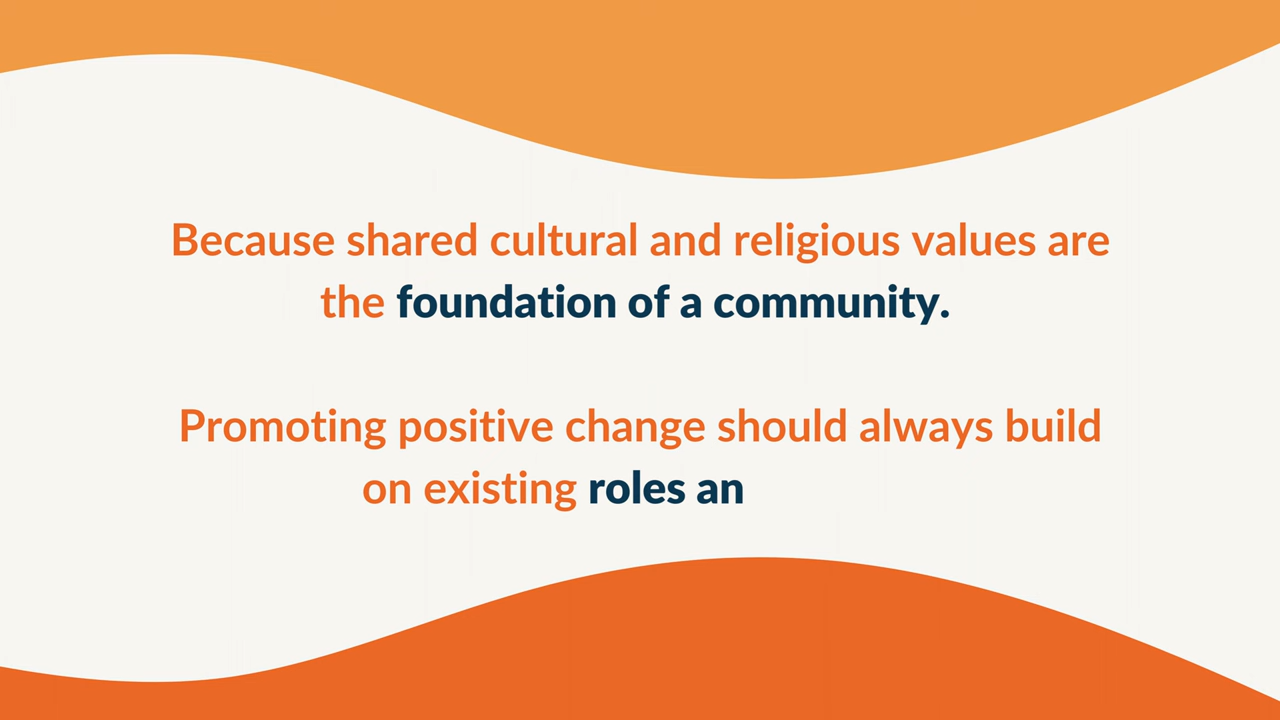 Because shared cultural and religious values are
the foundation of a community.
Promoting positive change should always build
on existing roles an